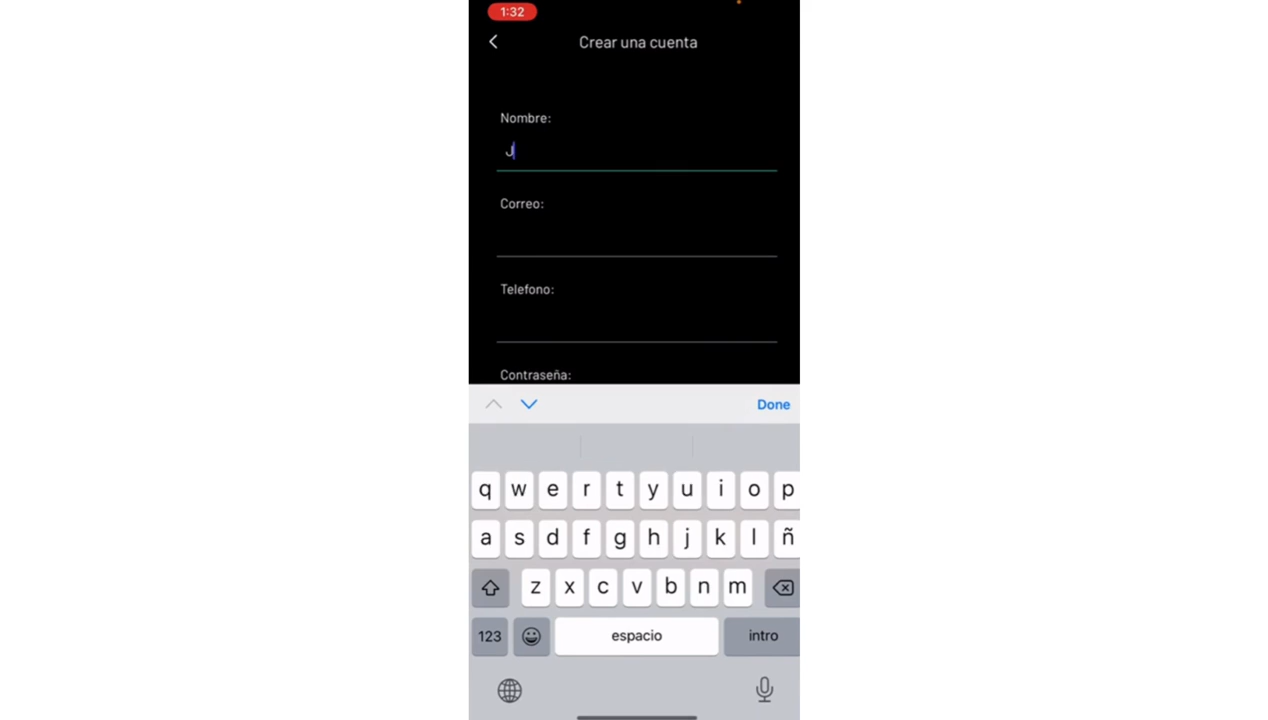 1:32
Crear una cuenta
Nombre:
J
Correo:
Telefono:
Contraseña:
Done
q w e r t y u i o p
a s d f g h j k l ñ
z x c v b n m
123 espacio intro